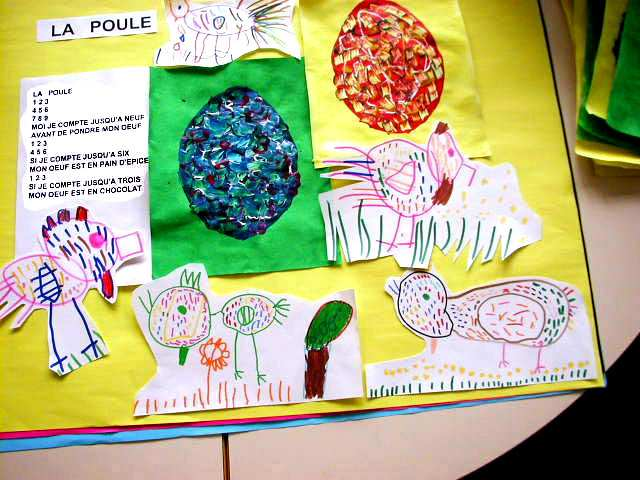 LA POULE
LA POULE
1 2 3
4 5 6
7 8 9
MOI JE COMPTE JUSQU'A NEUF
AVANT DE PONDRE MON OEUF
1 2 3
4 5 6
SI JE COMPTE JUSQU'A SIX
MON OEUF EST EN PAIN D'EPICE
1 2 3
SI JE COMPTE JUSQU'A TROIS
MON OEUF EST EN CHOCOLAT